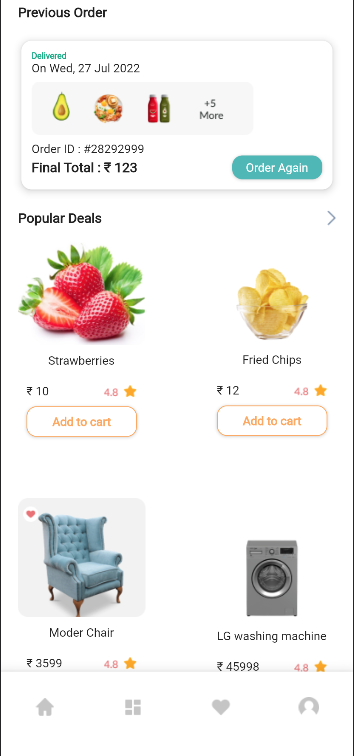 Previous Order
Delivered
On Wed, 27 Jul 2022
+5
More
Order ID : #28292999
Final Total : ₹ 123
Order Again
Popular Deals
Strawberries
Fried Chips
₹ 10
4.8
₹ 12
4.8
Add to cart
Add to cart
Moder Chair
LG washing machine
₹ 3599
4.8
₹ 45998
4.8